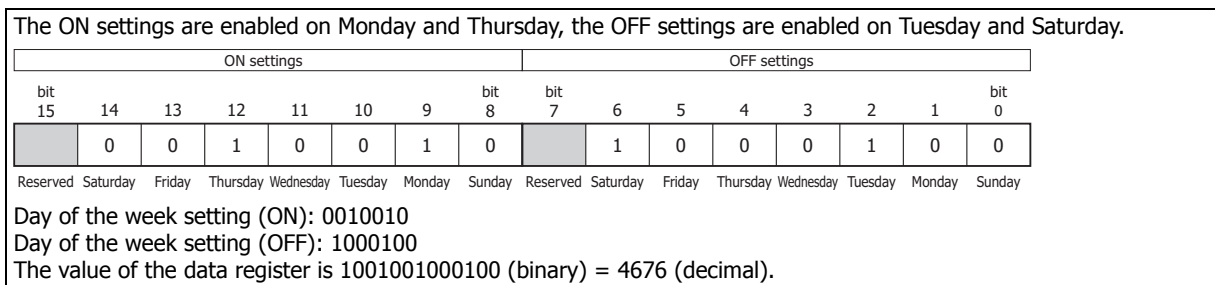 The ON settings are enabled on Monday and Thursday, the OFF settings are enabled on Tuesday and Saturday.
ON settings OFF settings
bit bit bit bit
15 14 13 12 11 10 9 8 7 6 5 4 3 2 1 0
0 0 1 0 0 1 0 1 0 0 0 1 0 0
Reserved Saturday Friday Thursday Wednesday Tuesday Monday Sunday Reserved Saturday Friday Thursday Wednesday Tuesday Monday Sunday
Day of the week setting (ON): 0010010
Day of the week setting (OFF): 1000100
The value of the data register is 1001001000100 (binary) = 4676 (decimal).